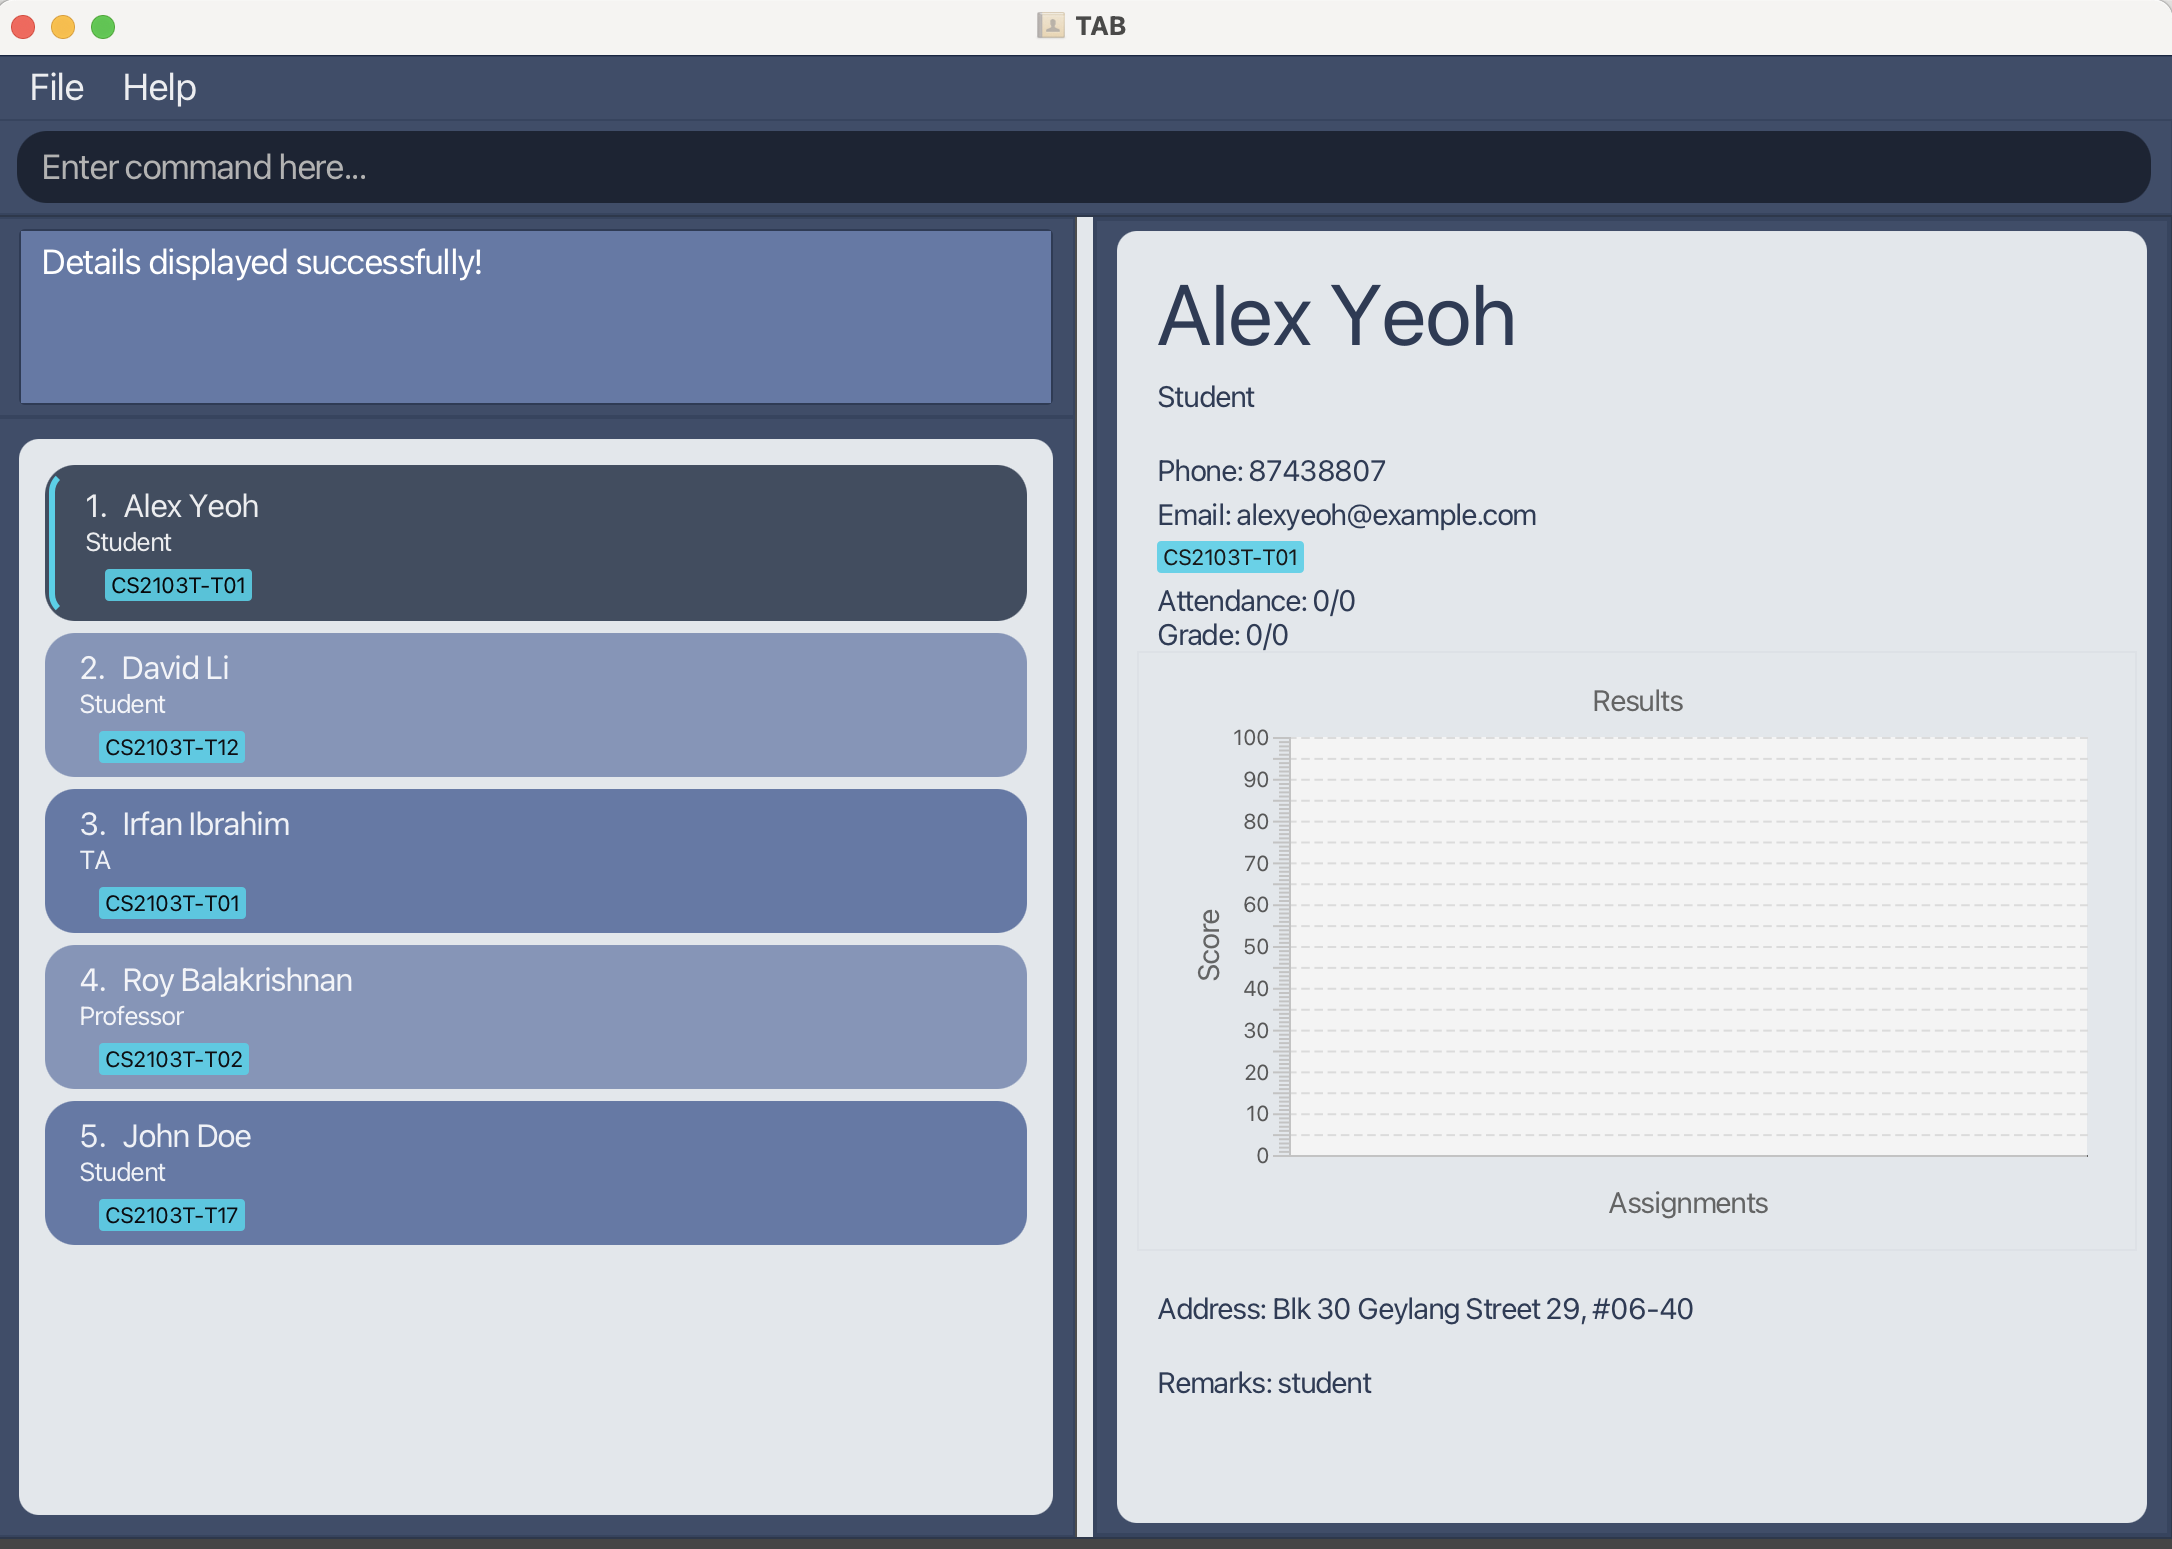 TAB
File Help
Enter command here...
Details displayed successfully!
1. Alex Yeoh
Student
CS2103T-T01
2. David Li
Student
CS2103T-T12
3. Irfan Ibrahim
TA
CS2103T-T01
4. Roy Balakrishnan
Professor
CS2103T-T02
5. John Doe
Student
CS2103T-T17
Alex Yeoh
Student
Phone: 87438807
Email: alexyeoh@example.com
CS2103T-T01
Attendance: 0/0
Grade: 0/0
Results
100
90
80
70
60
50
40
30
20
10
0
Score
Assignments
Address: Blk 30 Geylang Street 29, #06-40
Remarks: student